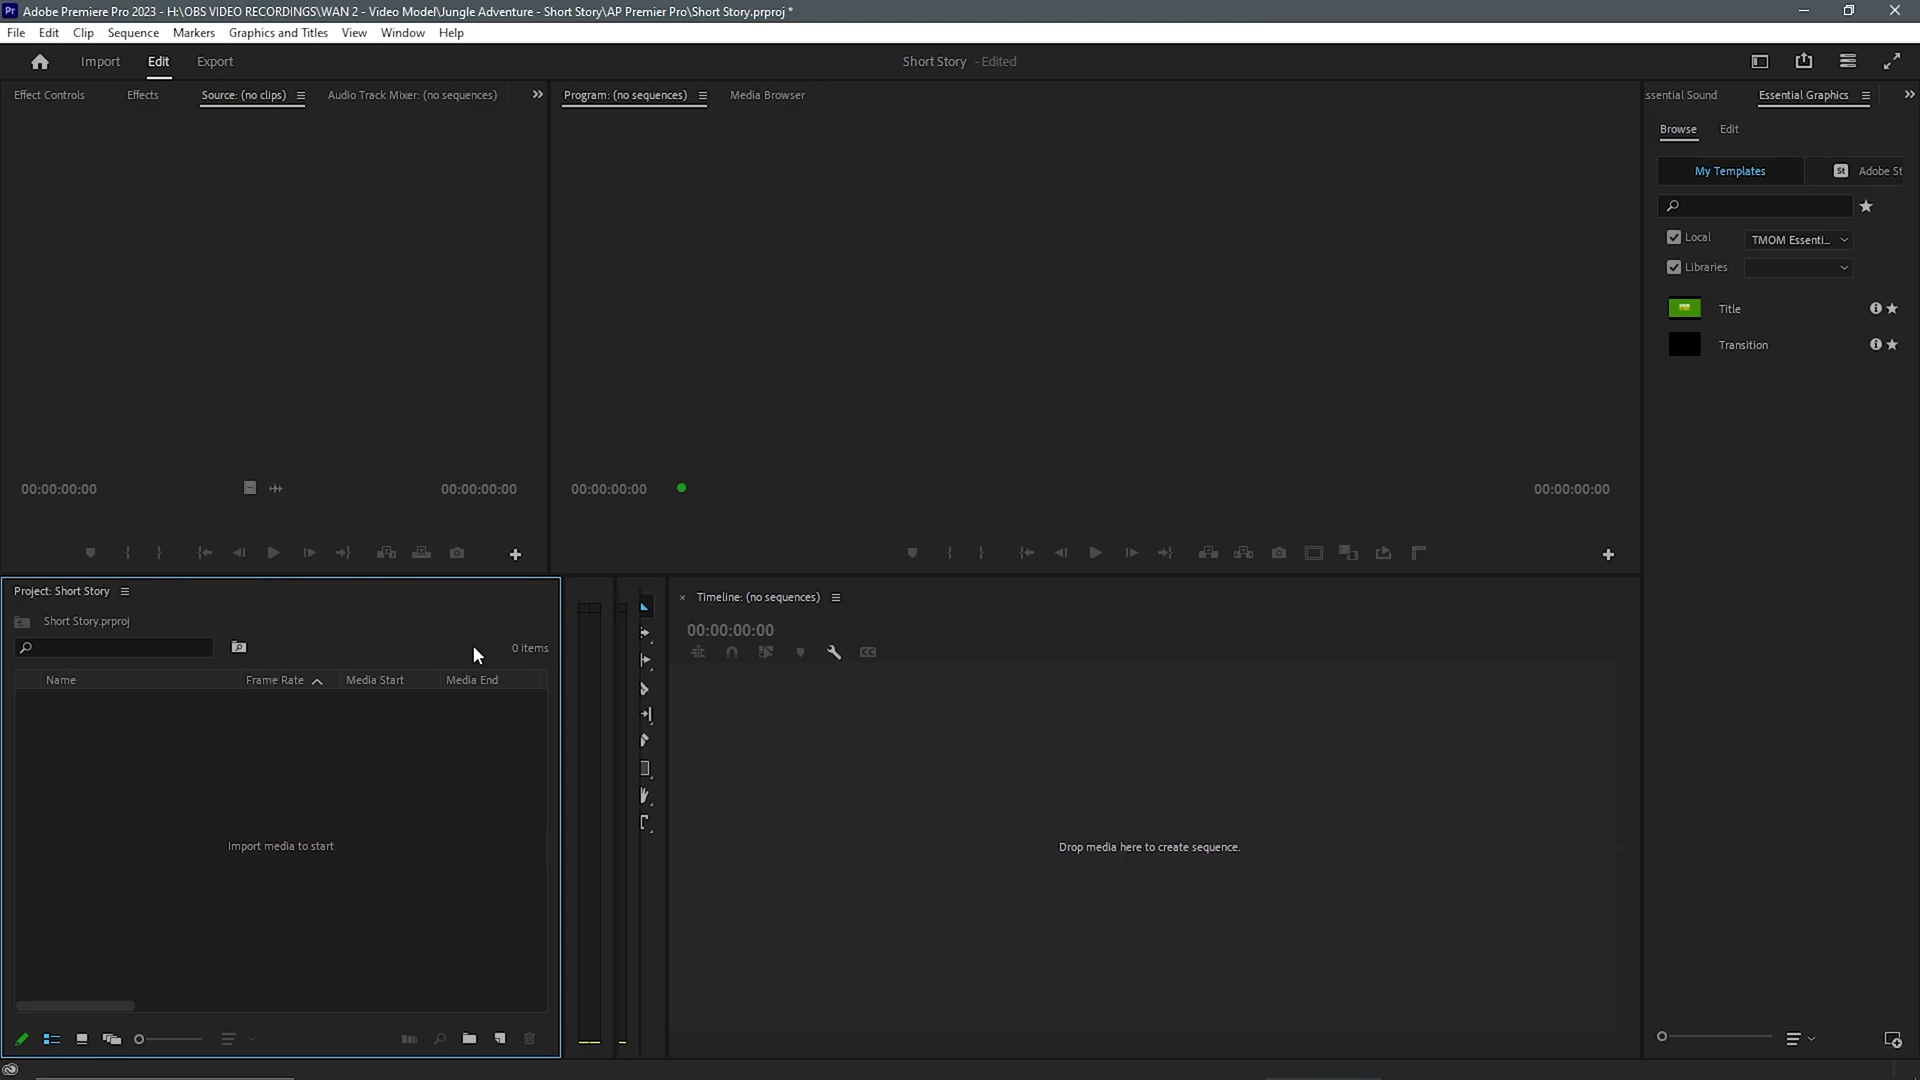 Adobe Premiere Pro 2023 - H:\OBS VIDEO RECORDINGS\WAN 2 - Video Model\Jungle Adventure - Short Story\AP Premier Pro\Short Story.prproj *
File Edit Clip Sequence Markers Graphics and Titles View Window Help
Import Edit Export
Short Story - Edited
Effect Controls Effects Source: (no clips) Audio Track Mixer: (no sequences)
Program: (no sequences) Media Browser
ssential Sound Essential Graphics
Browse Edit
My Templates St Adobe St
Local TMOM Essenti...
Libraries
Title
Transition
00:00:00:00 00:00:00:00
00:00:00:00 00:00:00:00
Project: Short Story
Short Story.prproj
0 items
Name Frame Rate Media Start Media End
Import media to start
Timeline: (no sequences)
00:00:00:00
CC
Drop media here to create sequence.